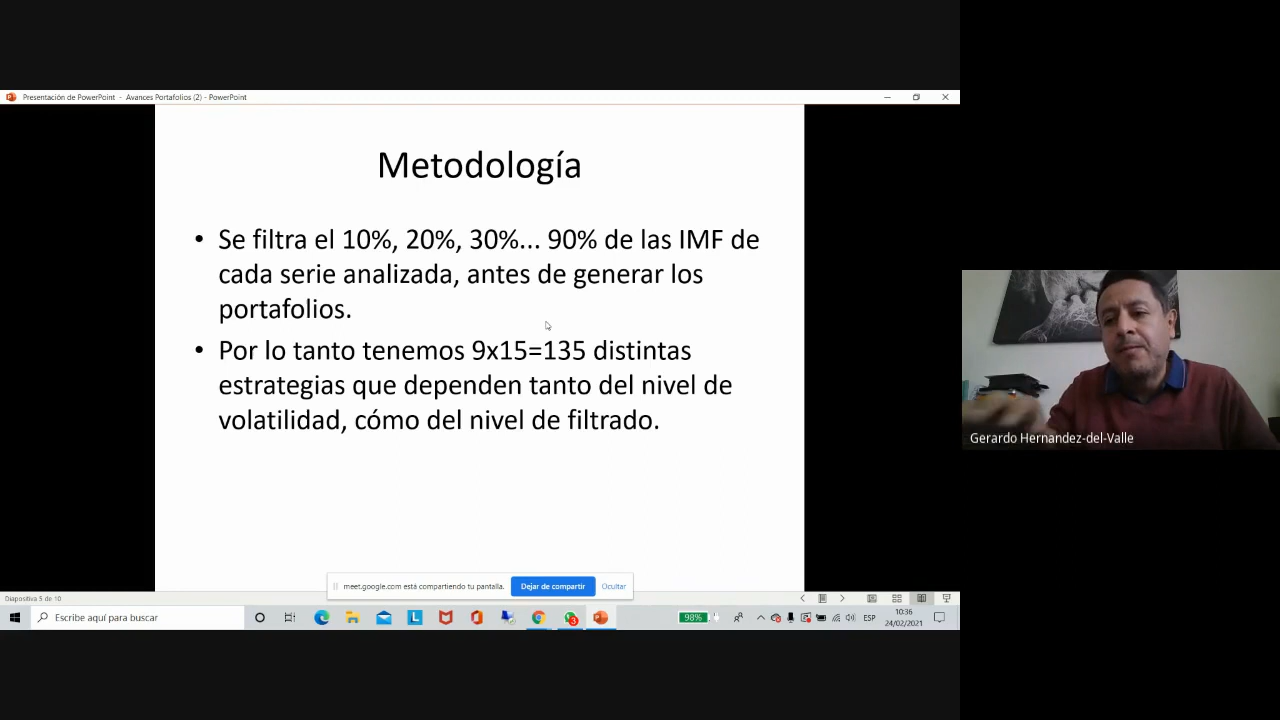 Presentación de PowerPoint - Avances Portafolios (2) - PowerPoint
Metodología
• Se filtra el 10%, 20%, 30%... 90% de las IMF de
cada serie analizada, antes de generar los
portafolios.
• Por lo tanto tenemos 9x15=135 distintas
estrategias que dependen tanto del nivel de
volatilidad, cómo del nivel de filtrado.
Gerardo Hernandez-del-Valle
meet.google.com está compartiendo tu pantalla.
Dejar de compartir
Ocultar
Diapositiva 5 de 10
Escribe aquí para buscar
L
3
98%
ESP
10:36
24/02/2021